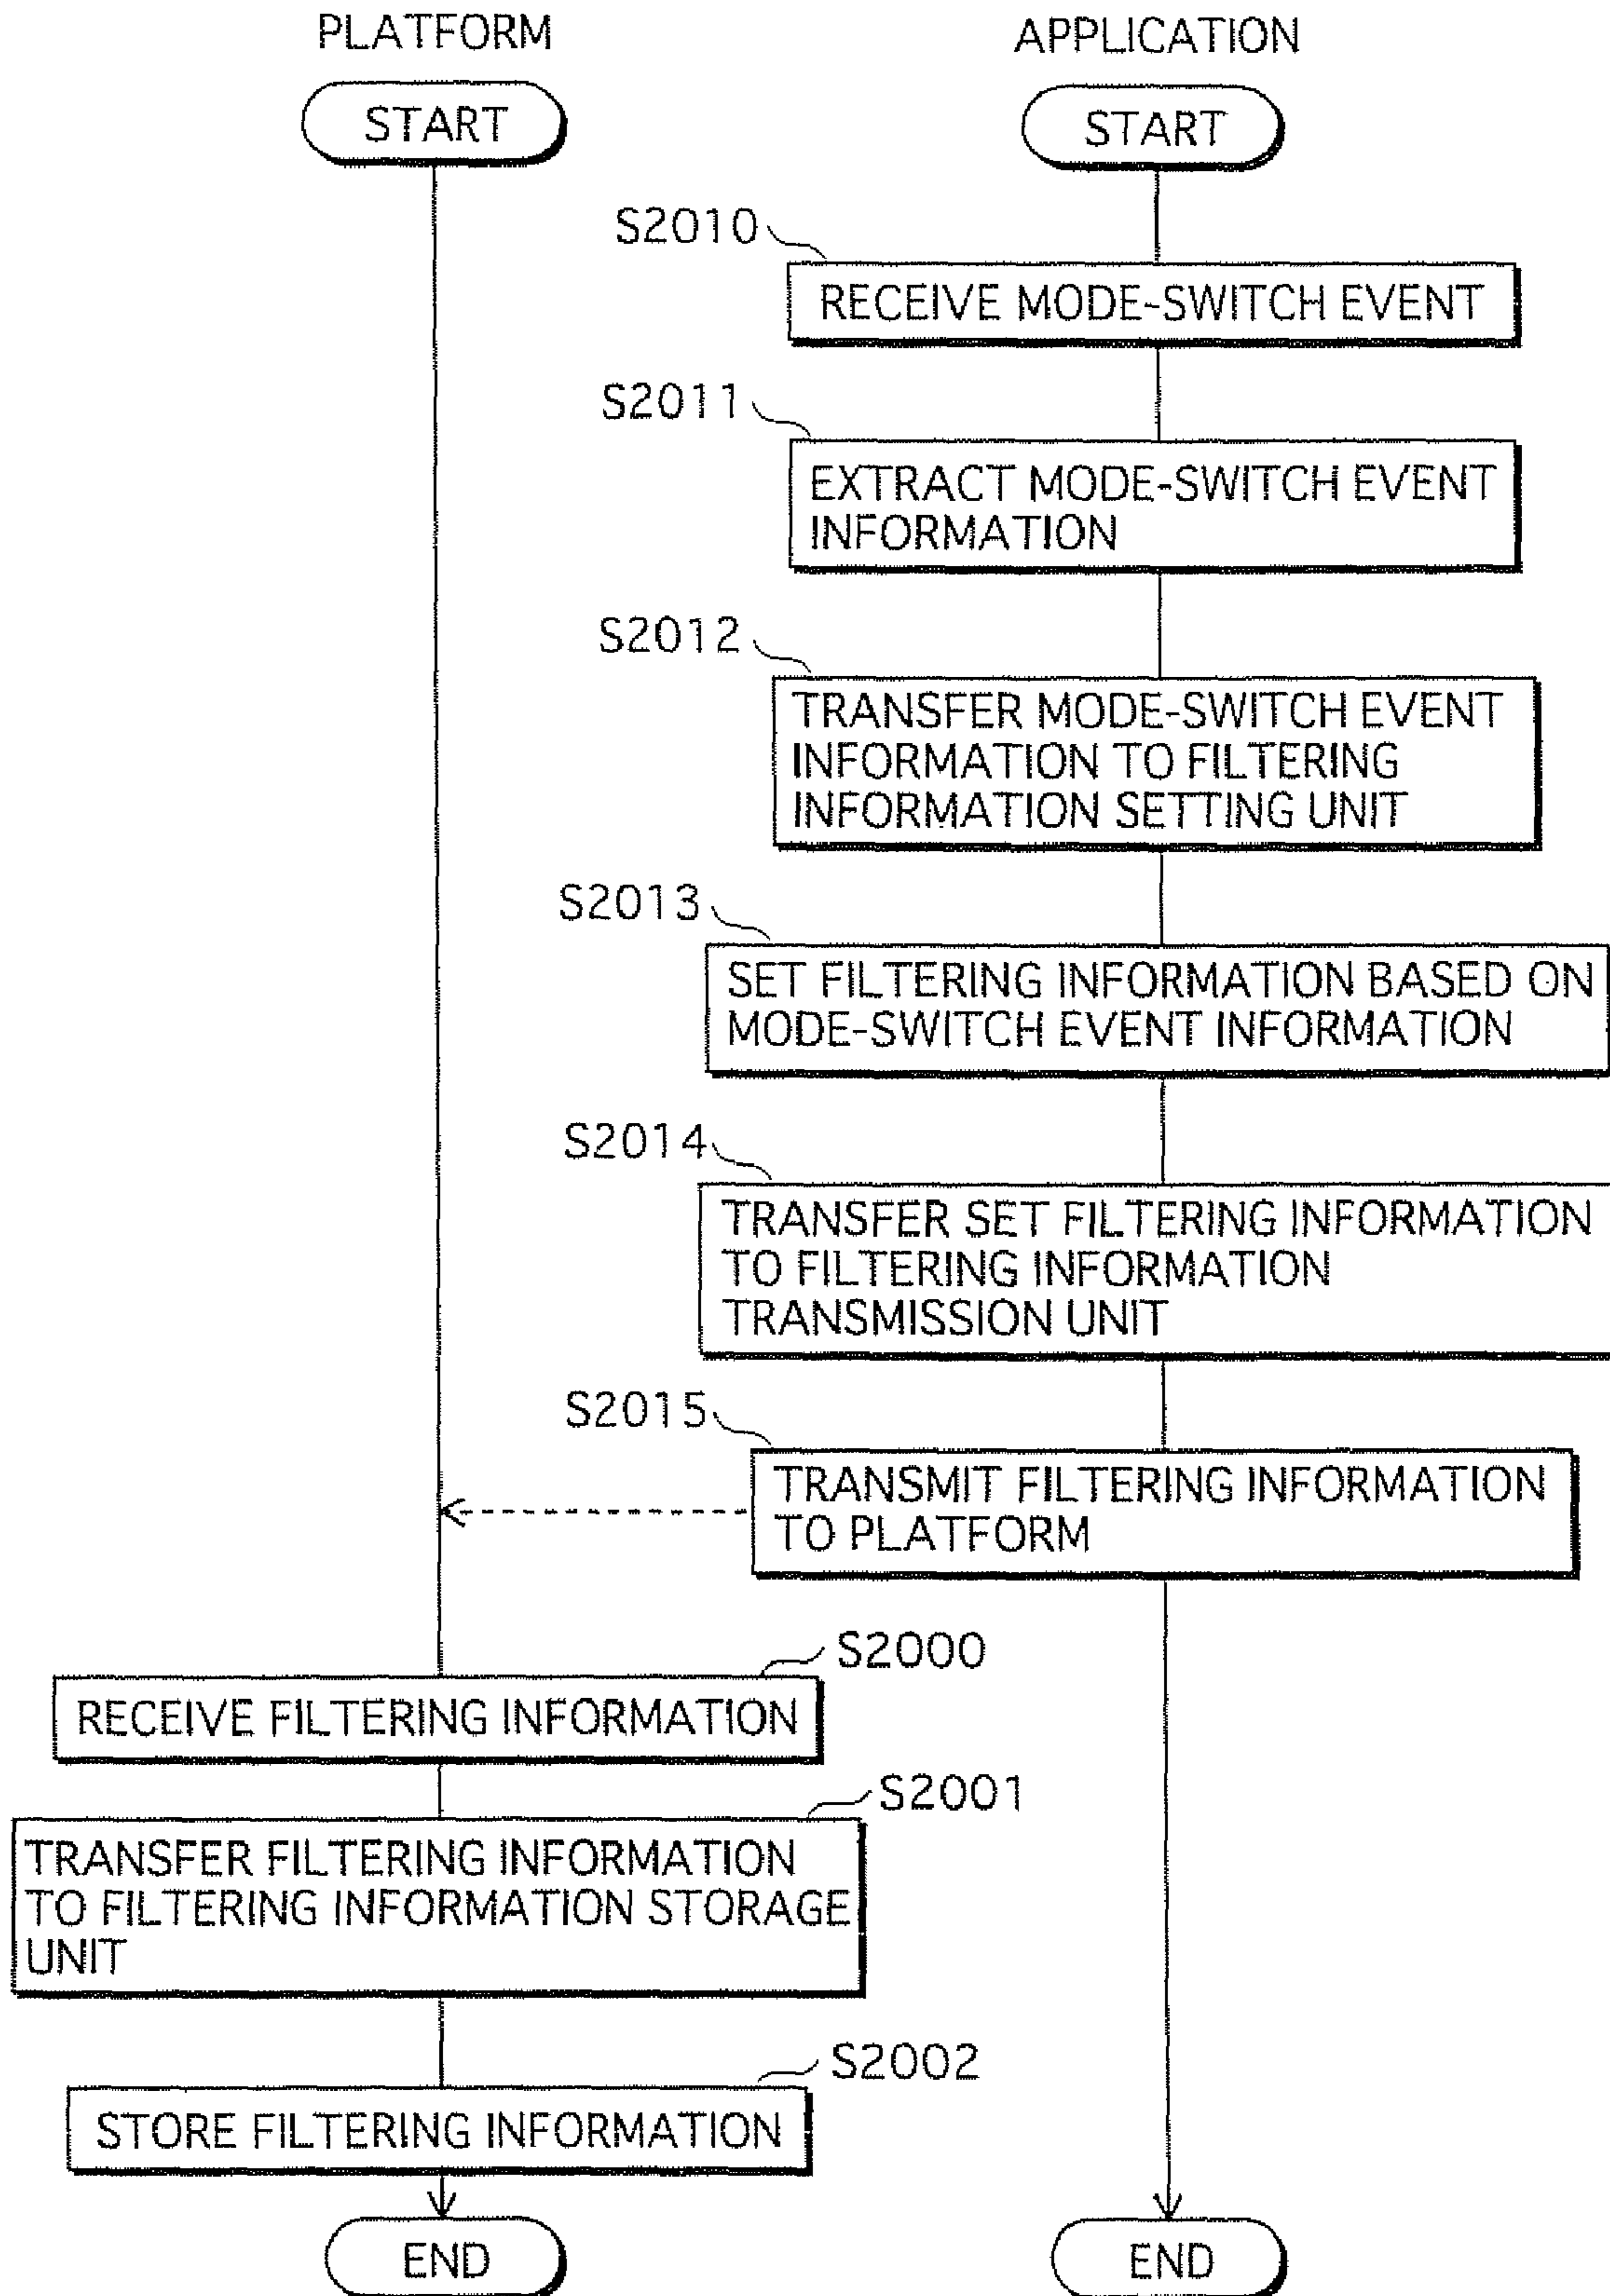 PLATFORM
APPLICATION
START
START
S2010
RECEIVE MODE-SWITCH EVENT
S2011
EXTRACT MODE-SWITCH EVENT
INFORMATION
S2012
TRANSFER MODE-SWITCH EVENT
INFORMATION TO FILTERING
INFORMATION SETTING UNIT
S2013
SET FILTERING INFORMATION BASED ON
MODE-SWITCH EVENT INFORMATION
S2014
TRANSFER SET FILTERING INFORMATION
TO FILTERING INFORMATION
TRANSMISSION UNIT
S2015
TRANSMIT FILTERING INFORMATION
TO PLATFORM
S2000
RECEIVE FILTERING INFORMATION
S2001
TRANSFER FILTERING INFORMATION
TO FILTERING INFORMATION STORAGE
UNIT
S2002
STORE FILTERING INFORMATION
END
END